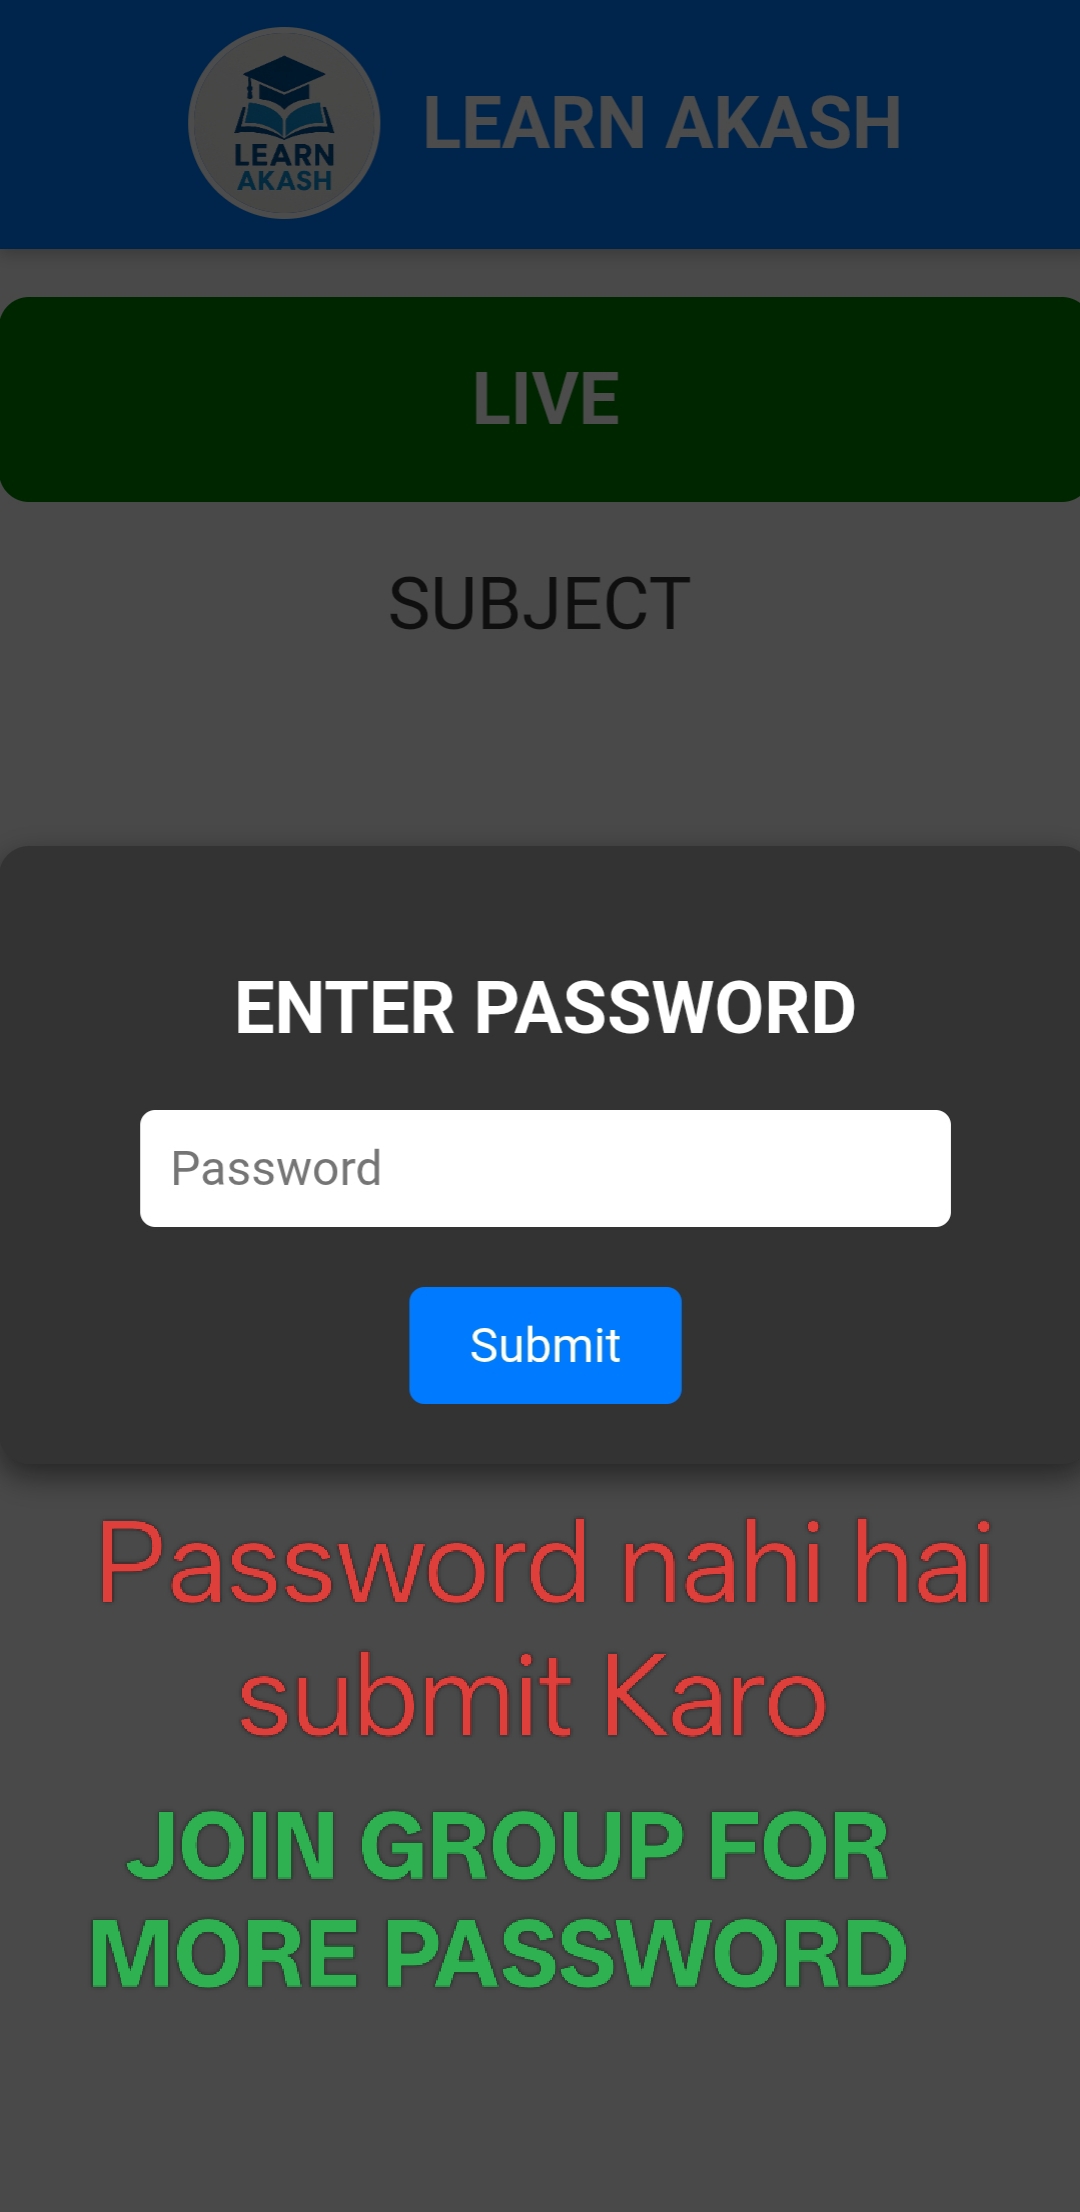 LEARN
AKASH
LEARN AKASH
LIVE
SUBJECT
ENTER PASSWORD
Password
Submit
Password nahi hai
submit Karo
JOIN GROUP FOR
MORE PASSWORD